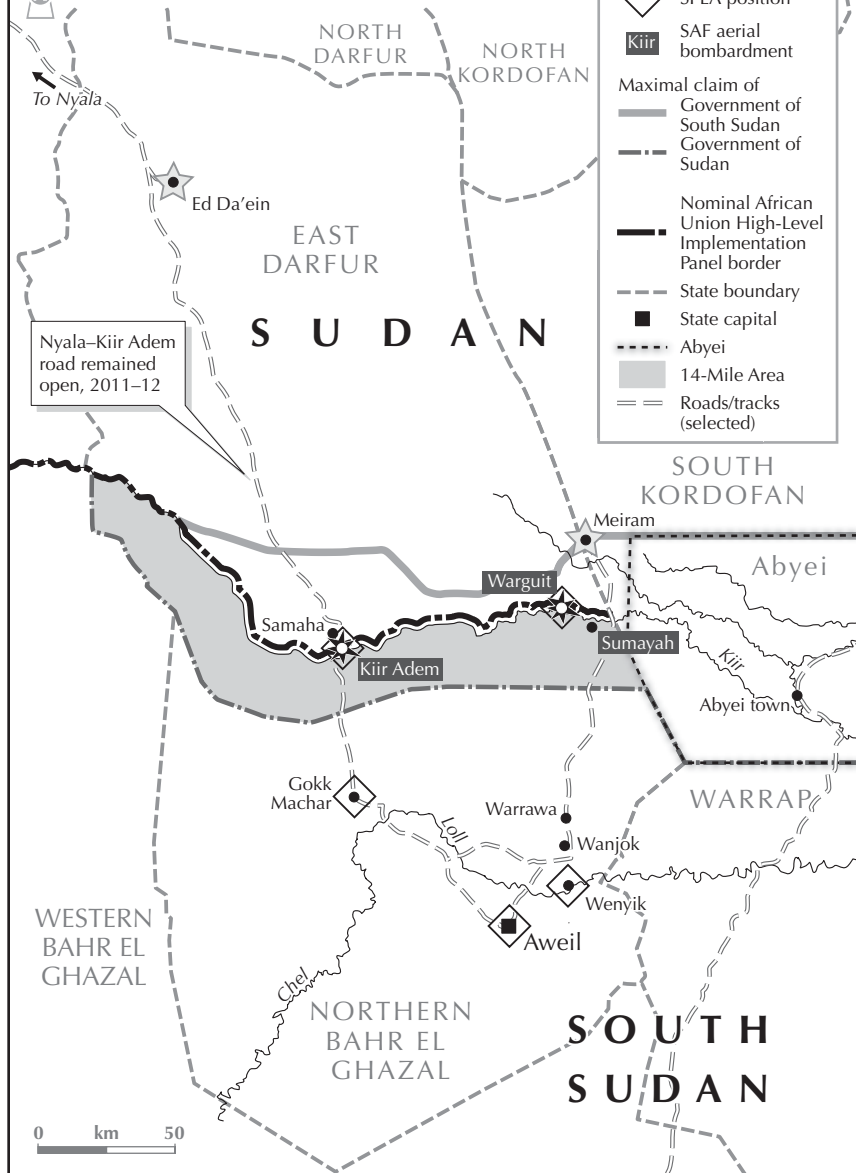 SPLA position
Kiir
SAF aerial
bombardment
Maximal claim of
Government of
South Sudan
Government of
Sudan
Nominal African
Union High-Level
Implementation
Panel border
State boundary
State capital
Abyei
14-Mile Area
Roads/tracks
(selected)
NORTH
DARFUR
NORTH
KORDOFAN
To Nyala
Ed Da’ein
EAST
DARFUR
SUDAN
Nyala–Kiir Adem
road remained
open, 2011–12
SOUTH
KORDOFAN
Meiram
Abyei
Warguit
Samaha
Sumayah
Kiir Adem
Kiir
Abyei town
Gokk
Machar
WARRAP
Warrawa
Loll
Wanjok
Wenyik
WESTERN
BAHR EL
GHAZAL
Aweil
Chel
NORTHERN
BAHR EL
GHAZAL
SOUTH
SUDAN
0 km 50